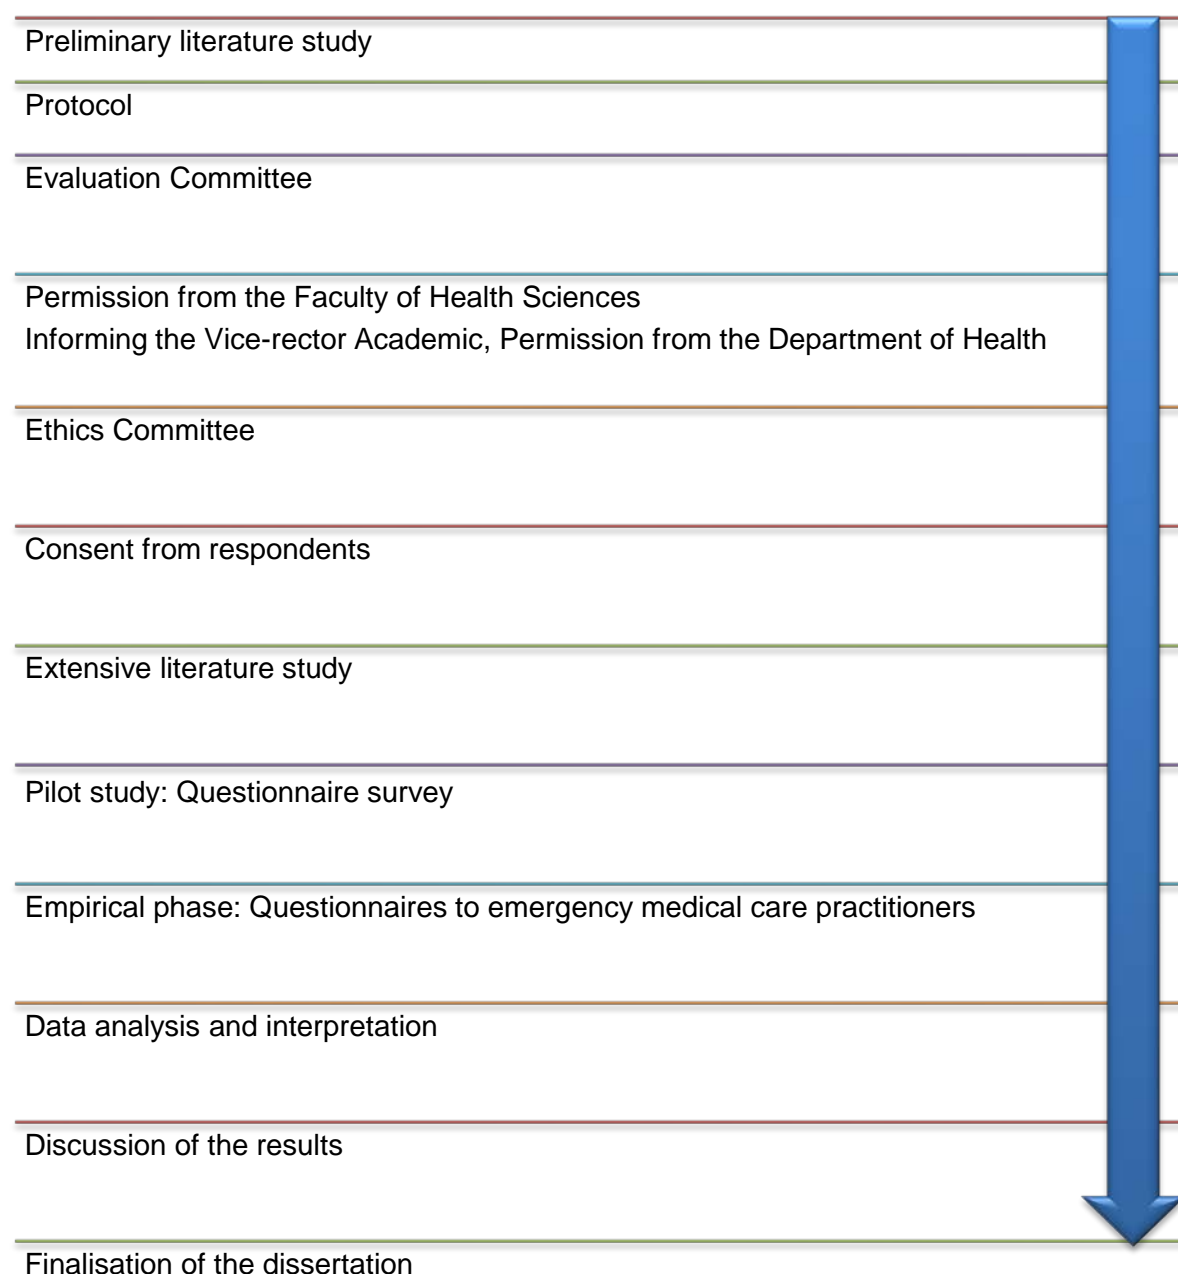 Preliminary literature study
Protocol
Evaluation Committee
Permission from the Faculty of Health Sciences
Informing the Vice-rector Academic, Permission from the Department of Health
Ethics Committee
Consent from respondents
Extensive literature study
Pilot study: Questionnaire survey
Empirical phase: Questionnaires to emergency medical care practitioners
Data analysis and interpretation
Discussion of the results
Finalisation of the dissertation